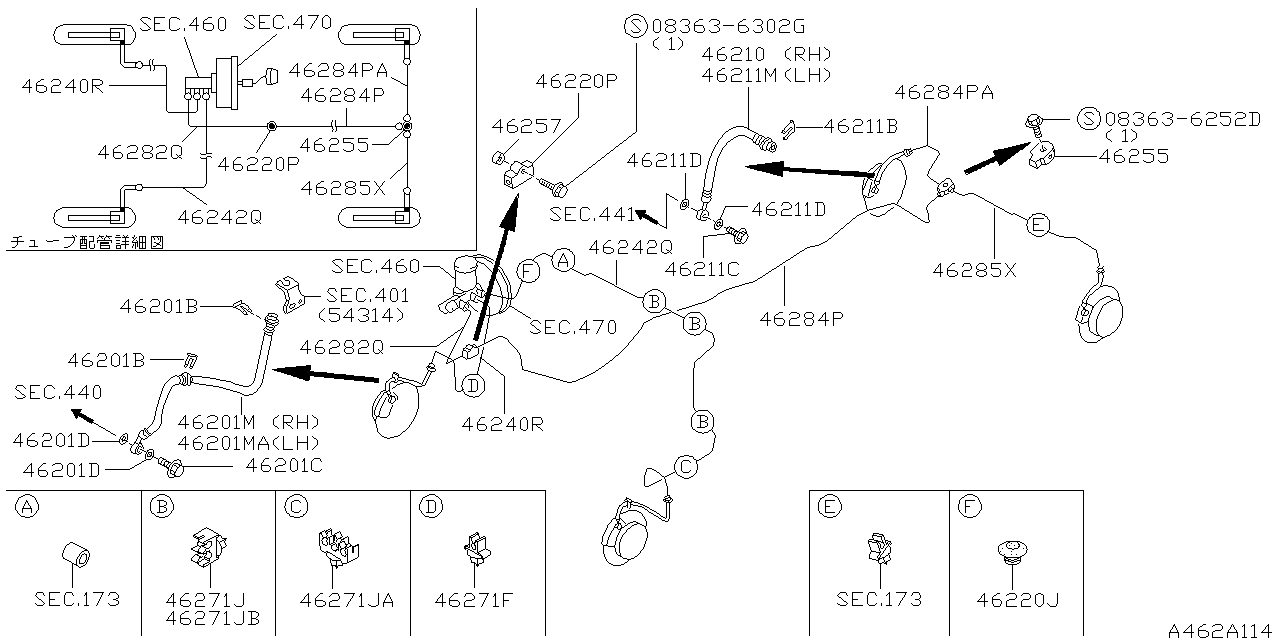 SEC.460
SEC.470
46240R
46284PA
46284P
46282Q
46220P
46255
46285X
46242Q
チューブ配管詳細図
S 08363-6302G
(1)
46220P
46257
46210 (RH)
46211M(LH)
46211B
46211D
SEC.441
46211D
46211C
46242Q
46284PA
S 08363-6252D
(1)
46255
E
46285X
46284P
SEC.460
F
A
B
B
SEC.401
(54314)
46201B
SEC.470
46282Q
46201B
D
SEC.440
46240R
46201M (RH)
46201MA(LH)
46201D
46201D
46201C
B
C
A
SEC.173
B
46271J
46271JB
C
46271JA
D
46271F
E
SEC.173
F
46220J
A462A114